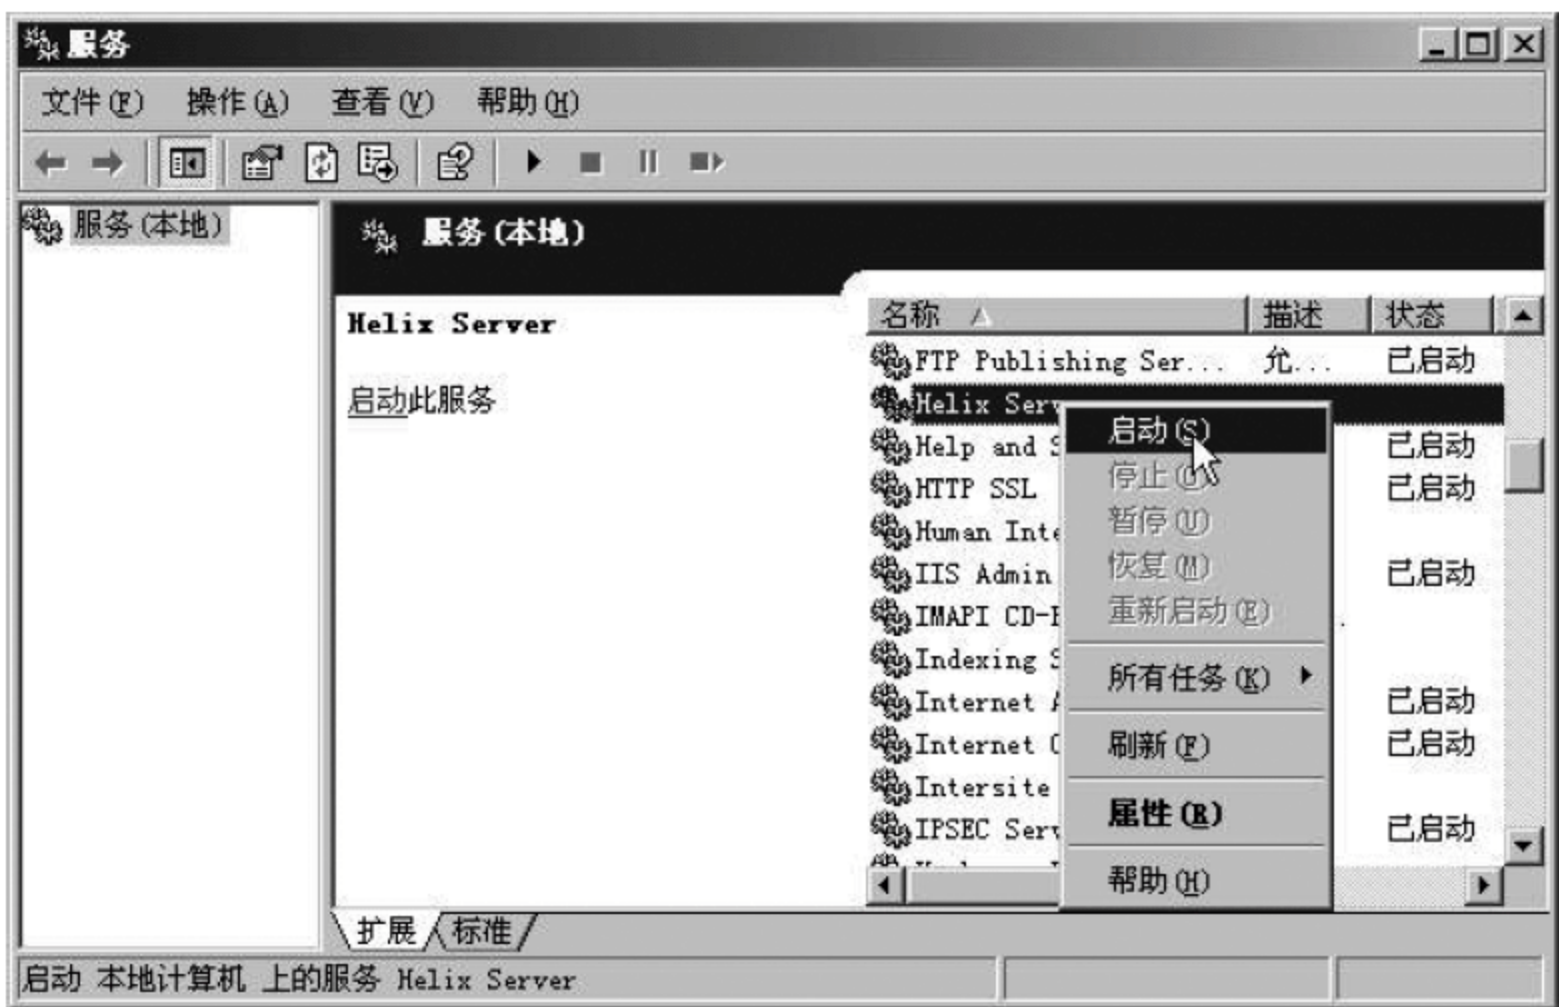 服务
文件(F) 操作(A) 查看(V) 帮助(H)
服务(本地)
服务(本地)
Helix Server
启动此服务
名称 描述 状态
FTP Publishing Ser... 允... 已启动
Helix Serv
启动(S)
Help and S 已启动
停止(O)
HTTP SSL 已启动
暂停(U)
Human Inte
恢复(M)
IIS Admin 已启动
重新启动(E)
IMAPI CD-
Indexing S
所有任务(K)
Internet 已启动
Internet 已启动
刷新(F)
Intersite
属性(R)
IPSEC Serv 已启动
帮助(H)
扩展 标准
启动 本地计算机 上的服务 Helix Server